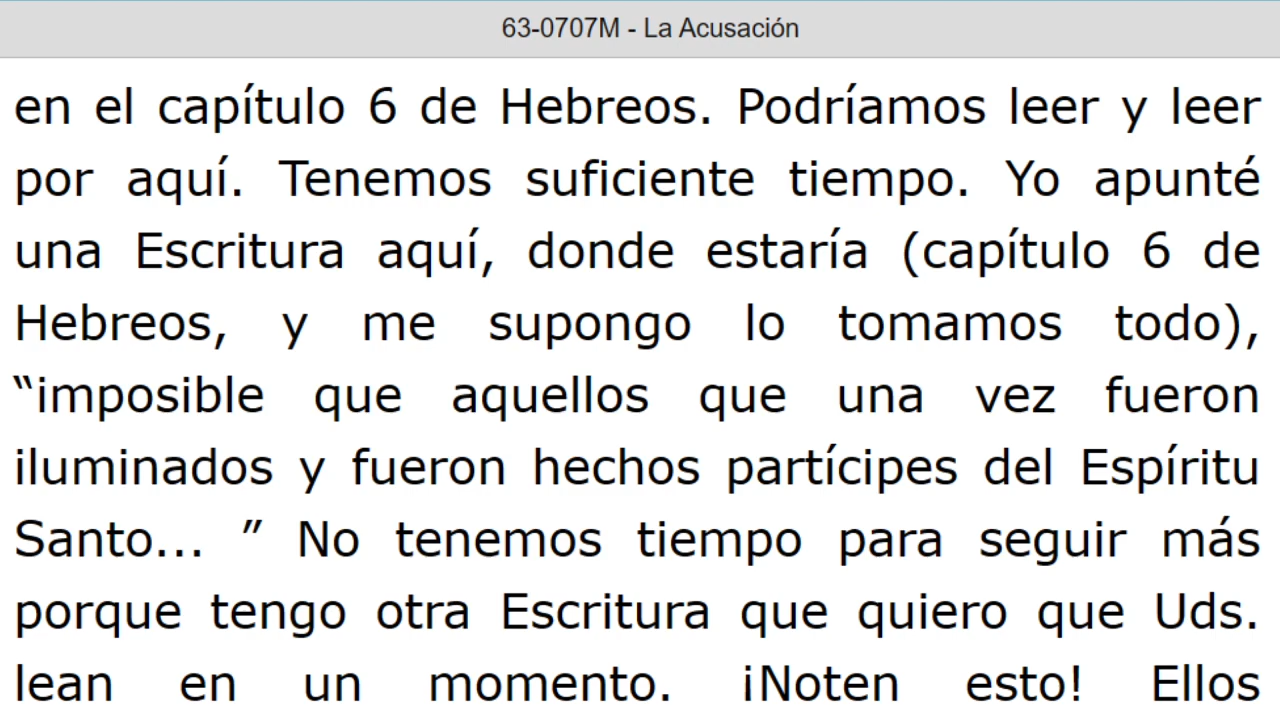 63-0707M - La Acusación
en el capítulo 6 de Hebreos. Podríamos leer y leer
por aquí. Tenemos suficiente tiempo. Yo apunté
una Escritura aquí, donde estaría (capítulo 6 de
Hebreos, y me supongo lo tomamos todo),
“imposible que aquellos que una vez fueron
iluminados y fueron hechos partícipes del Espíritu
Santo... ” No tenemos tiempo para seguir más
porque tengo otra Escritura que quiero que Uds.
lean en un momento. ¡Noten esto! Ellos